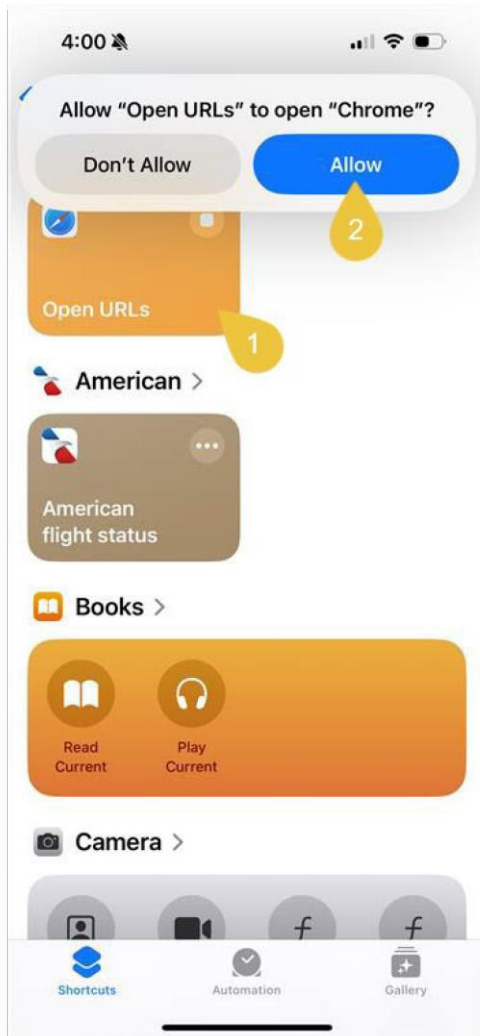 4:00
Allow “Open URLs” to open “Chrome”?
Don't Allow
Allow
2
Open URLs
1
American >
American
flight status
Books >
Read
Current
Play
Current
Camera >
f
f
Shortcuts
Automation
Gallery